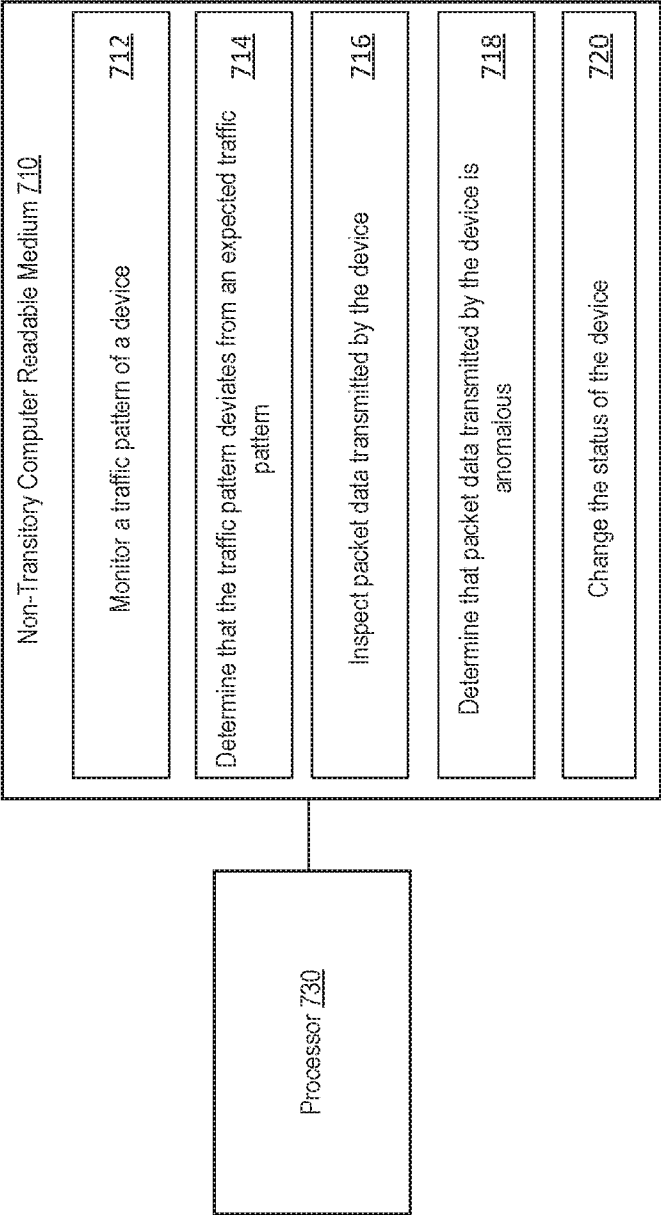 Non-Transitory Computer Readable Medium 710
712
Monitor a traffic pattern of a device
714
Determine that the traffic pattern deviates from an expected traffic
pattern
716
Inspect packet data transmitted by the device
718
Determine that packet data transmitted by the device is
anomalous
720
Change the status of the device
Processor 730